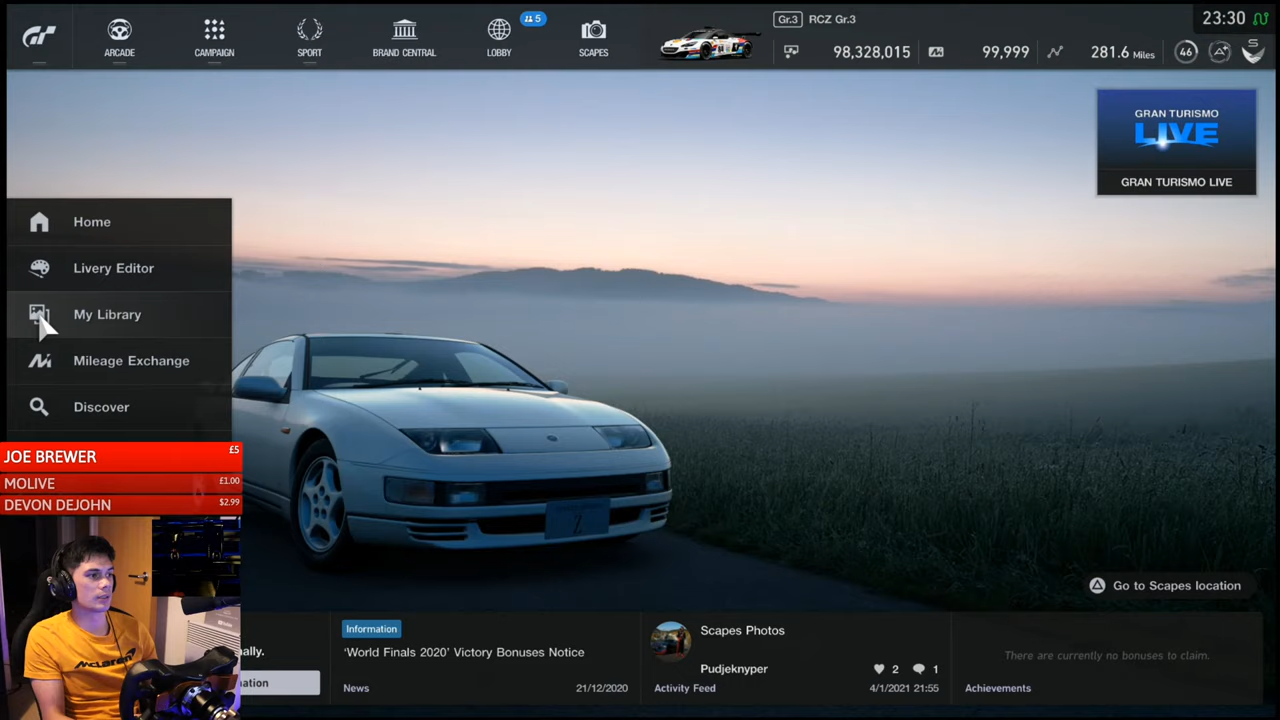 ARCADE
CAMPAIGN
SPORT
BRAND CENTRAL
LOBBY
5
SCAPES
Gr.3 RCZ Gr.3
98,328,015
99,999
281.6 Miles
46
S
23:30
GRAN TURISMO
LIVE
GRAN TURISMO LIVE
Home
Livery Editor
My Library
Mileage Exchange
Discover
JOE BREWER £5
MOLIVE £1.00
DEVON DEJOHN $2.99
Z
McLaren
Go to Scapes location
nally.
ation
Information
'World Finals 2020' Victory Bonuses Notice
News 21/12/2020
Scapes Photos
Pudjeknyper 2 1
Activity Feed 4/1/2021 21:55
There are currently no bonuses to claim.
Achievements